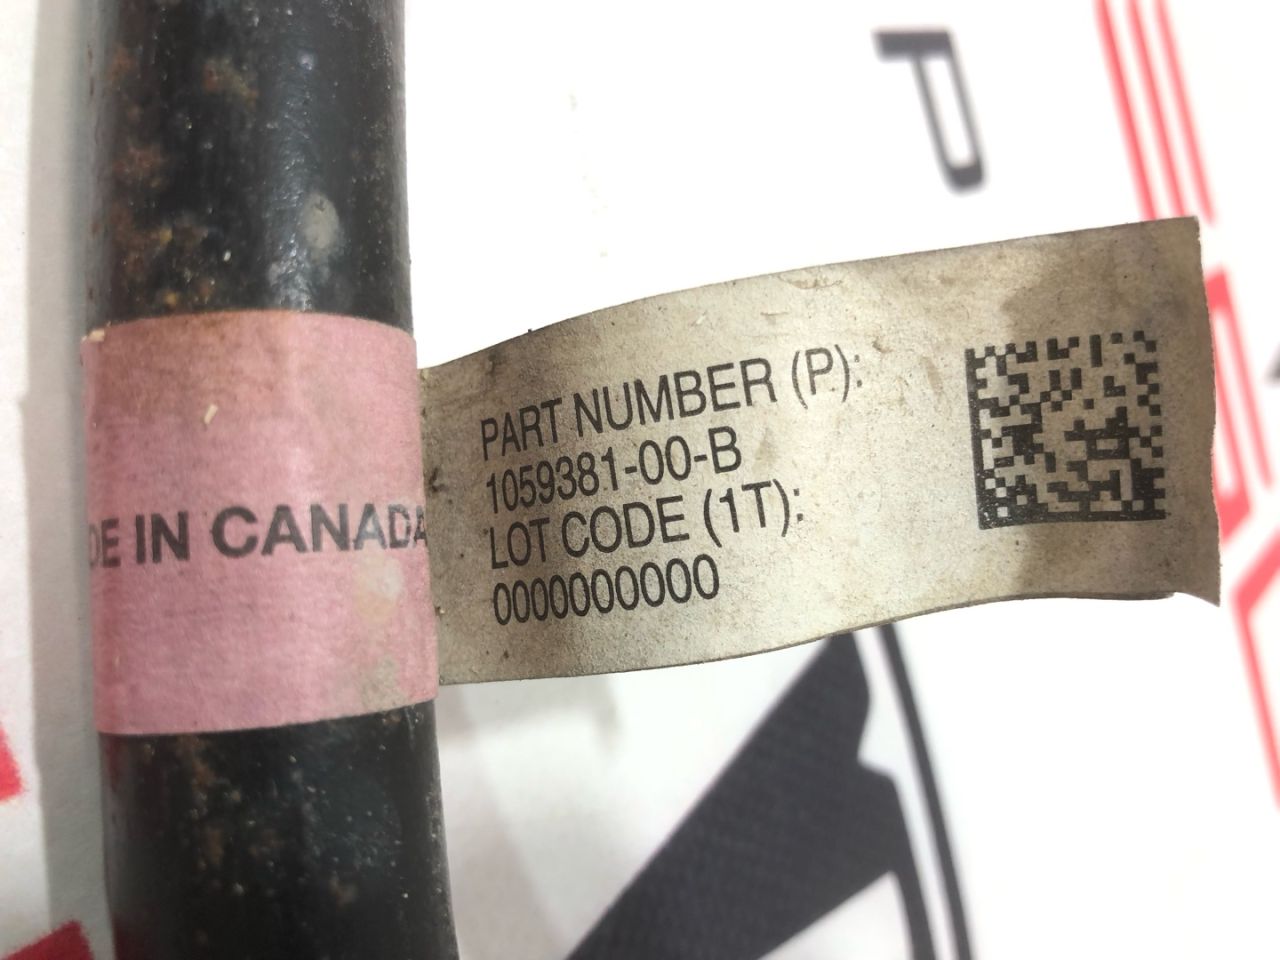 P
DE IN CANADA
PART NUMBER (P):
1059381-00-B
LOT CODE (1T):
0000000000